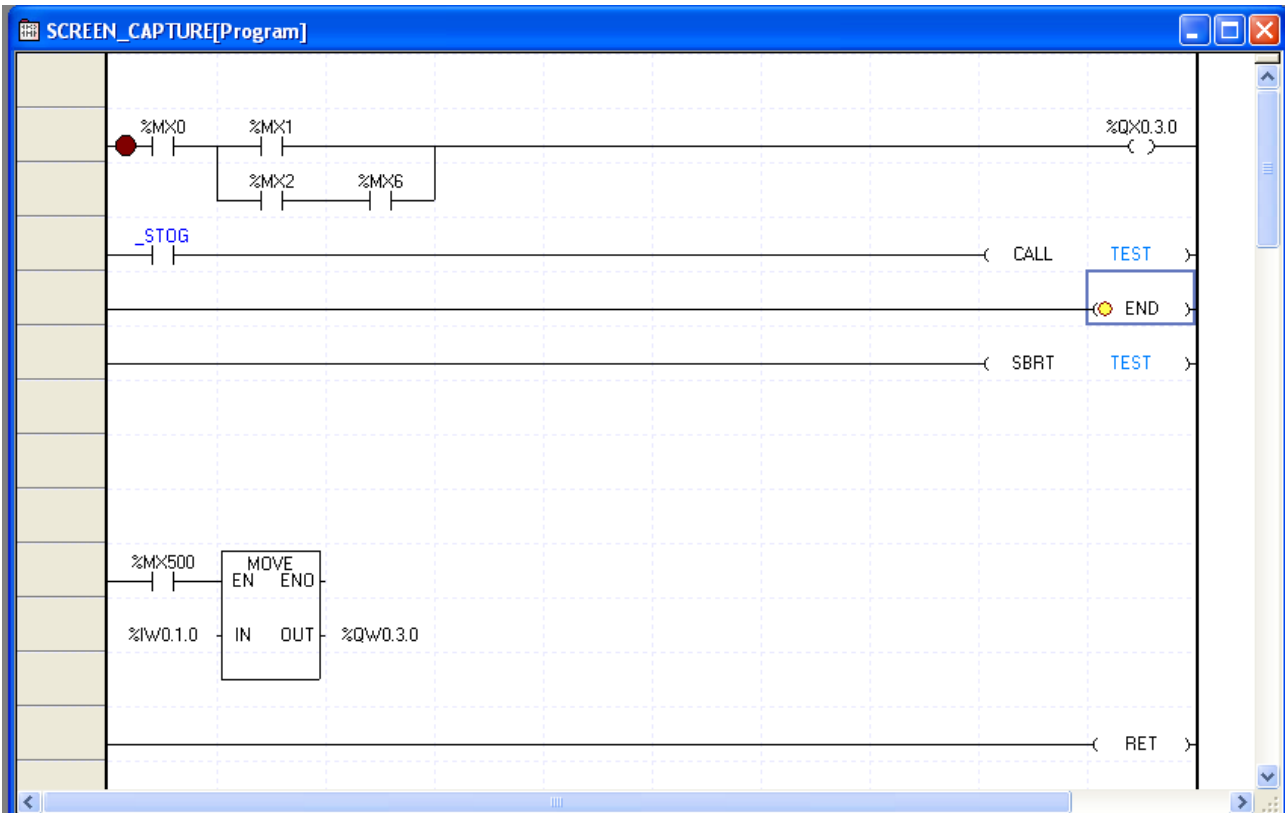 SCREEN_CAPTURE[Program]
%MX0 %MX1 %QX0.3.0
%MX2 %MX6
_STOG
CALL TEST
END
SBRT TEST
%MX500 MOVE
EN ENO
%IW0.1.0 IN OUT %QW0.3.0
RET